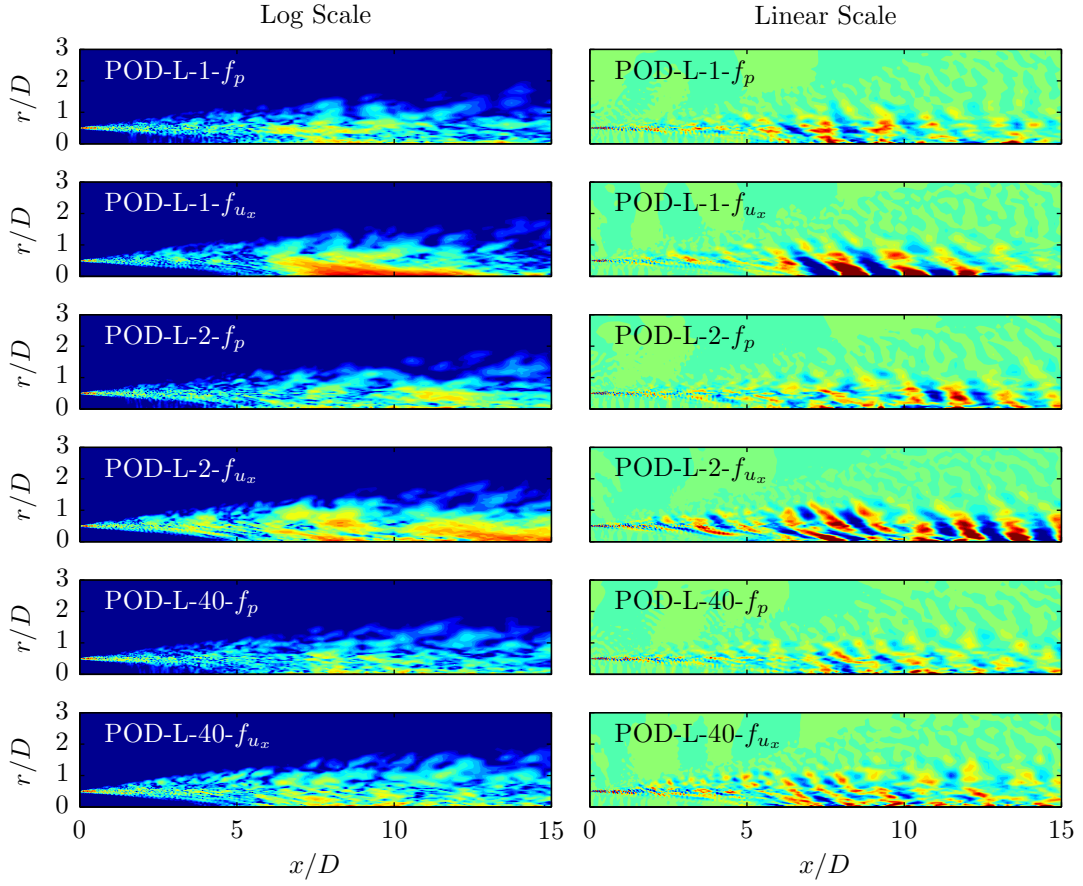 Log Scale
Linear Scale
3
2
1
0
r/D
POD-L-1-f_p
POD-L-1-f_p
3
2
1
0
r/D
POD-L-1-f_{u_x}
POD-L-1-f_{u_x}
3
2
1
0
r/D
POD-L-2-f_p
POD-L-2-f_p
3
2
1
0
r/D
POD-L-2-f_{u_x}
POD-L-2-f_{u_x}
3
2
1
0
r/D
POD-L-40-f_p
POD-L-40-f_p
3
2
1
0
r/D
POD-L-40-f_{u_x}
POD-L-40-f_{u_x}
0 5 10 15
0 5 10 15
x/D
x/D